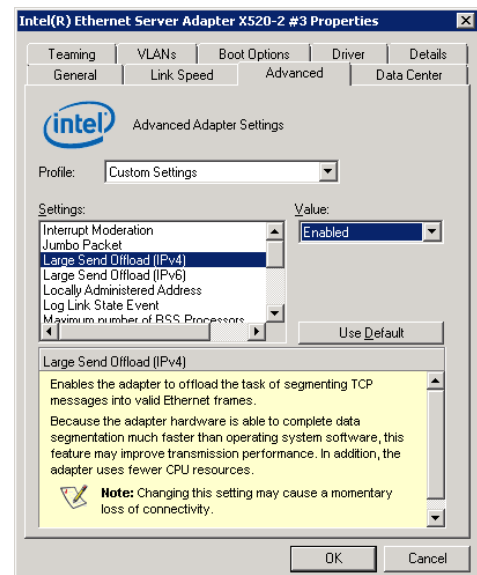 Intel(R) Ethernet Server Adapter X520-2 #3 Properties
Teaming VLANs Boot Options Driver Details
General Link Speed Advanced Data Center
intel Advanced Adapter Settings
Profile: Custom Settings
Settings: Value:
Interrupt Moderation Enabled
Jumbo Packet
Large Send Offload (IPv4)
Large Send Offload (IPv6)
Locally Administered Address
Log Link State Event
Maximum number of RSS Processors
Use Default
Large Send Offload (IPv4)
Enables the adapter to offload the task of segmenting TCP
messages into valid Ethernet frames.
Because the adapter hardware is able to complete data
segmentation much faster than operating system software, this
feature may improve transmission performance. In addition, the
adapter uses fewer CPU resources.
Note: Changing this setting may cause a momentary
loss of connectivity.
OK Cancel